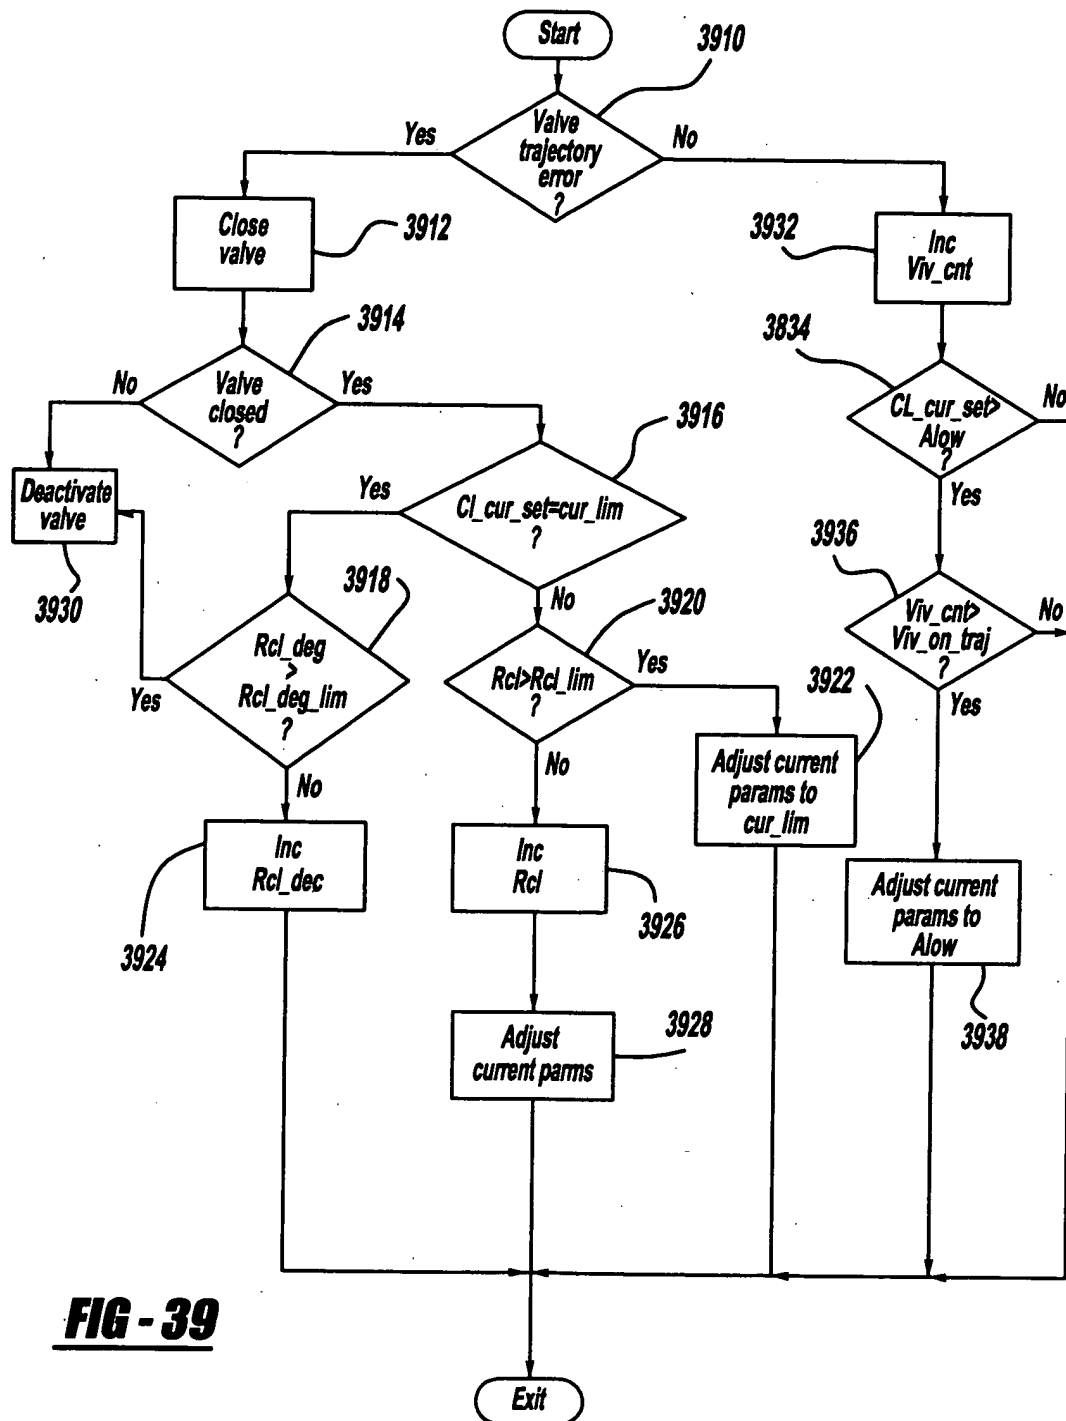 Start
3910
Valve
trajectory
error
?
Yes
No
Close
valve
3912
3932
Inc
Viv_cnt
3914
Valve
closed
?
No
Yes
3834
CL_cur_set>
Alow
?
No
Yes
3916
Cl_cur_set=cur_lim
?
Yes
No
Deactivate
valve
3930
3918
Rcl_deg
>
Rcl_deg_lim
?
Yes
No
3920
Rcl>Rcl_lim
?
Yes
No
3936
Viv_cnt>
Viv_on_traj
?
No
Yes
3922
Adjust current
params to
cur_lim
Inc
Rcl_dec
3924
Inc
Rcl
3926
Adjust current
params to
Alow
3938
Adjust
current parms
3928
FIG - 39
Exit